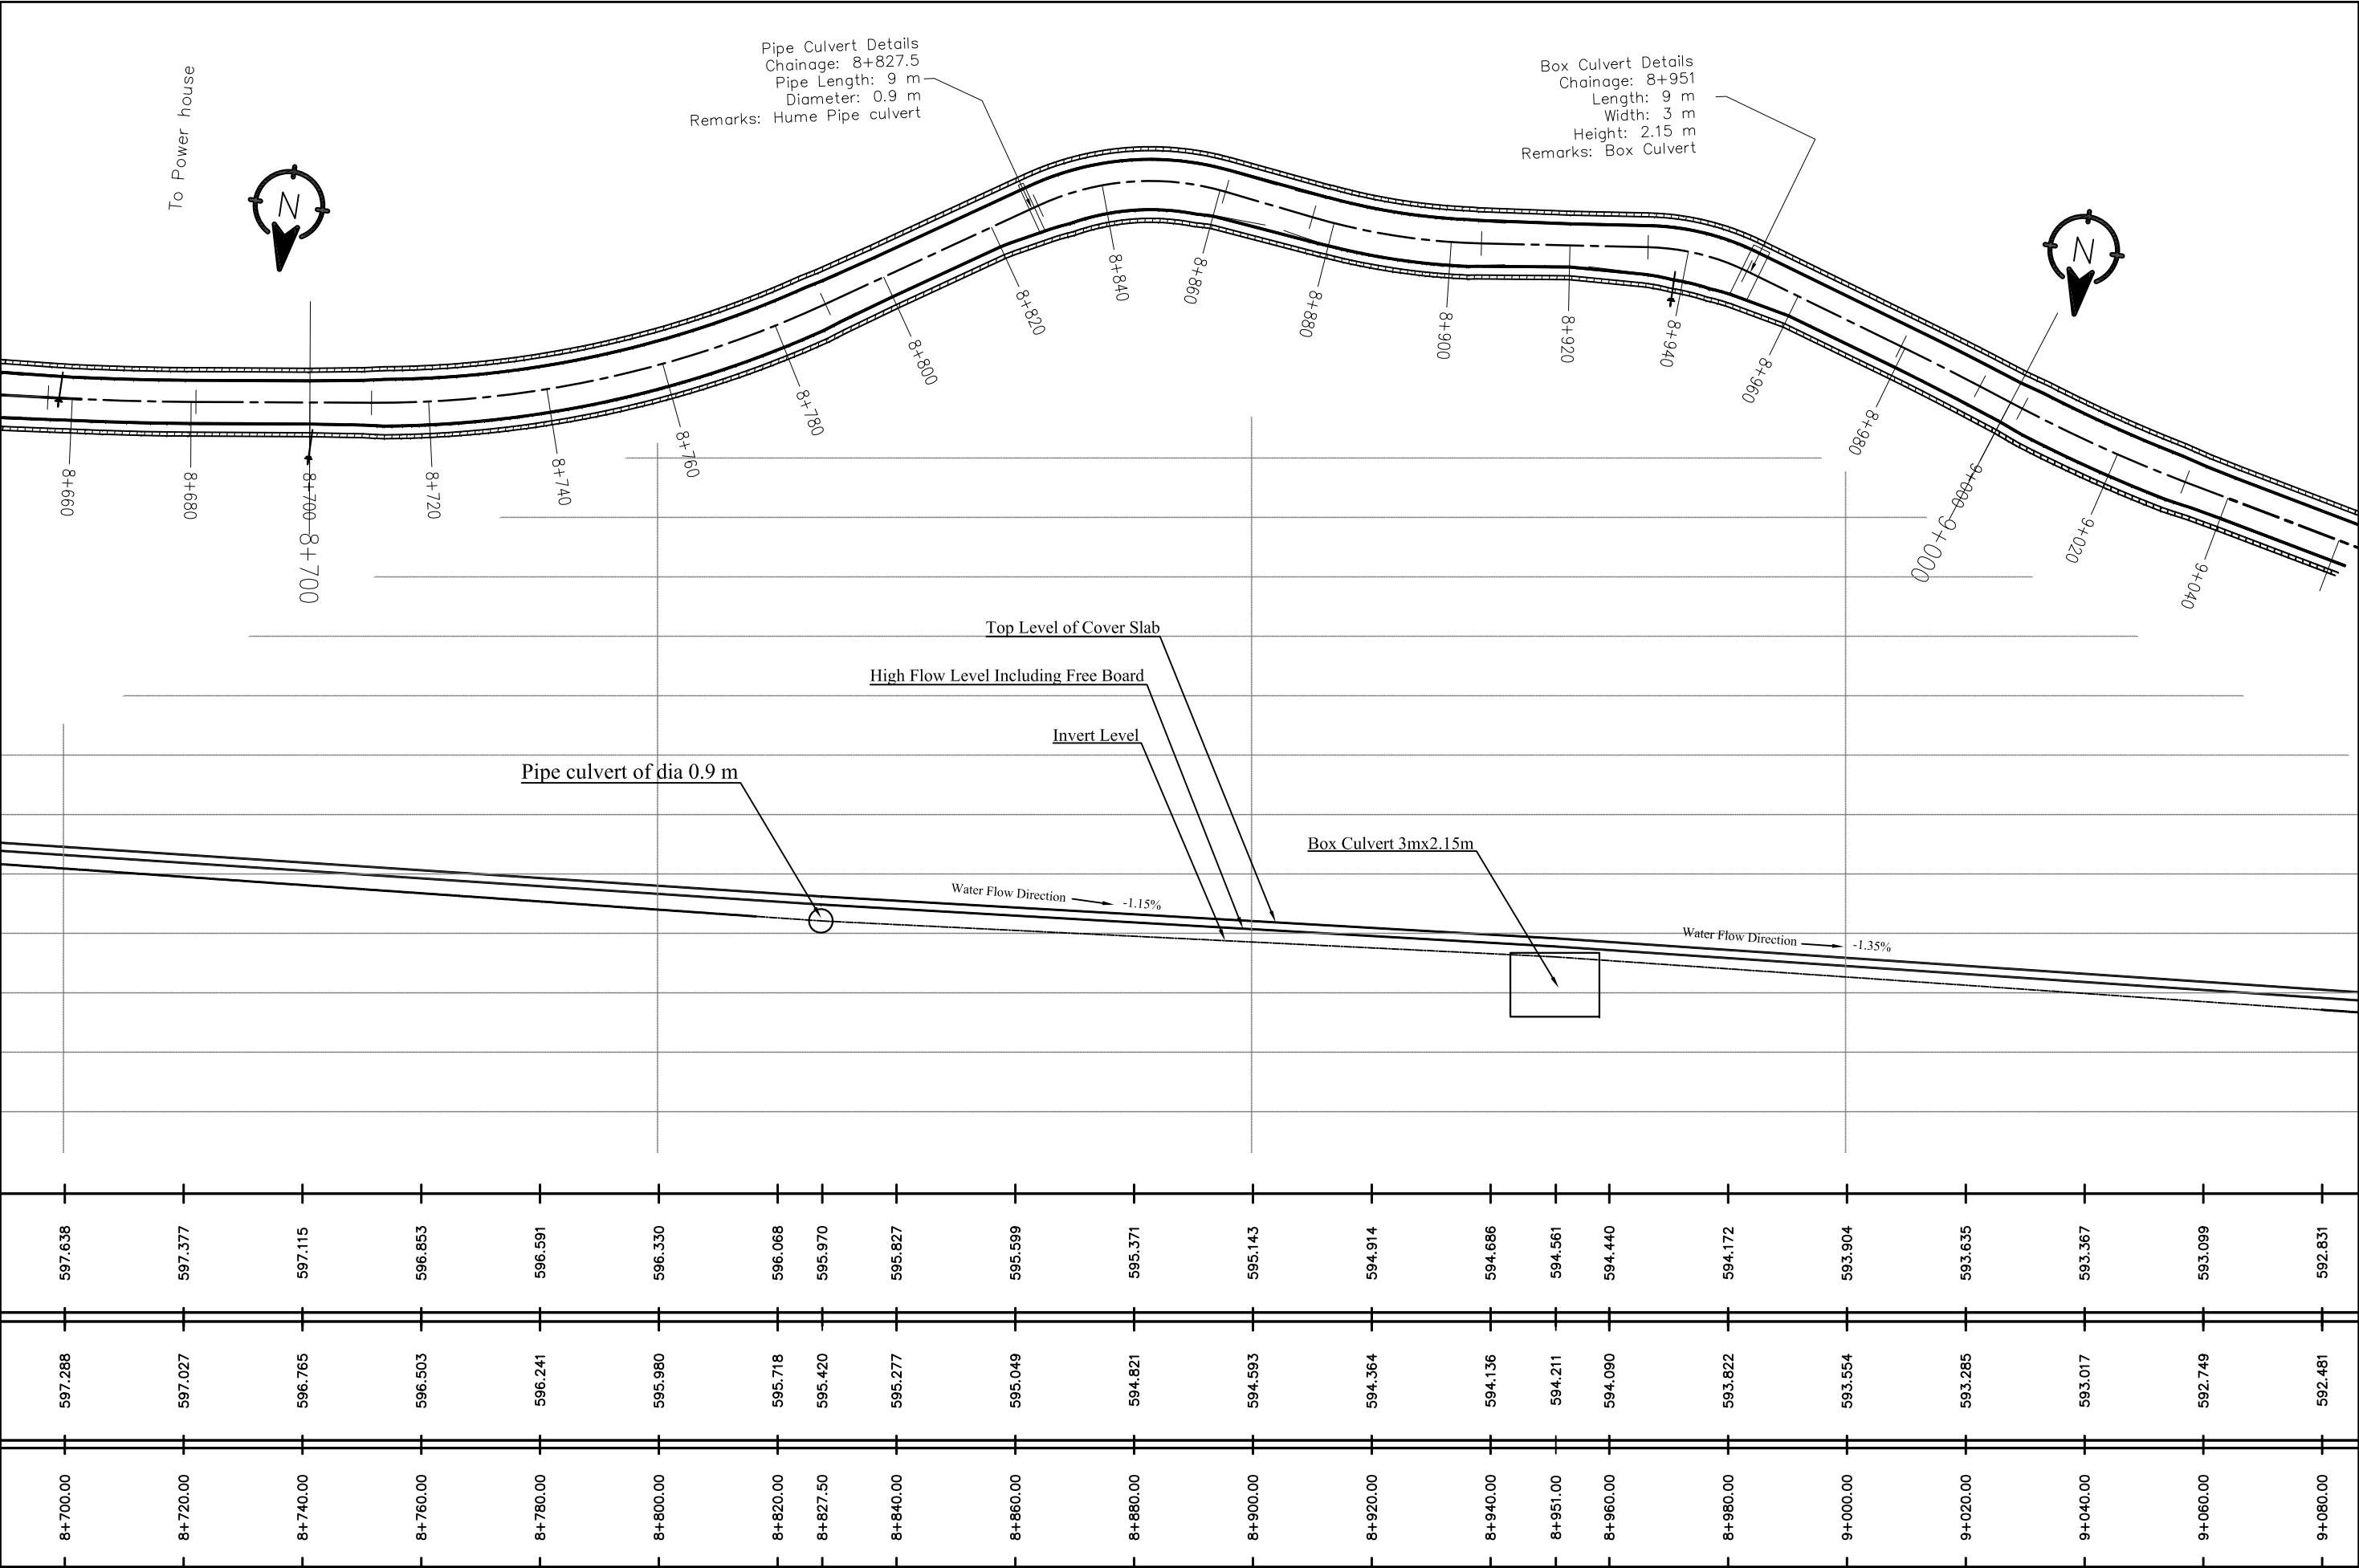 To Power house
N
Pipe Culvert Details
Chainage: 8+827.5
Pipe Length: 9 m
Diameter: 0.9 m
Remarks: Hume Pipe culvert
Box Culvert Details
Chainage: 8+951
Length: 9 m
Width: 3 m
Height: 2.15 m
Remarks: Box Culvert
N
8+660
8+680
8+700
8+700
8+720
8+740
8+760
8+780
8+800
8+820
8+840
8+860
8+880
8+900
8+920
8+940
8+960
8+980
9+000
9+000
9+020
9+040
Top Level of Cover Slab
High Flow Level Including Free Board
Invert Level
Pipe culvert of dia 0.9 m
Box Culvert 3mx2.15m
Water Flow Direction -1.15%
Water Flow Direction -1.35%
597.638 597.377 597.115 596.853 596.591 596.330 596.068 595.970 595.827 595.599 595.371 595.143 594.914 594.686 594.561 594.440 594.172 593.904 593.635 593.367 593.099 592.831
597.288 597.027 596.765 596.503 596.241 595.980 595.718 595.420 595.277 595.049 594.821 594.593 594.364 594.136 594.211 594.090 593.822 593.554 593.285 593.017 592.749 592.481
8+700.00 8+720.00 8+740.00 8+760.00 8+780.00 8+800.00 8+820.00 8+827.50 8+840.00 8+860.00 8+880.00 8+900.00 8+920.00 8+940.00 8+951.00 8+960.00 8+980.00 9+000.00 9+020.00 9+040.00 9+060.00 9+080.00